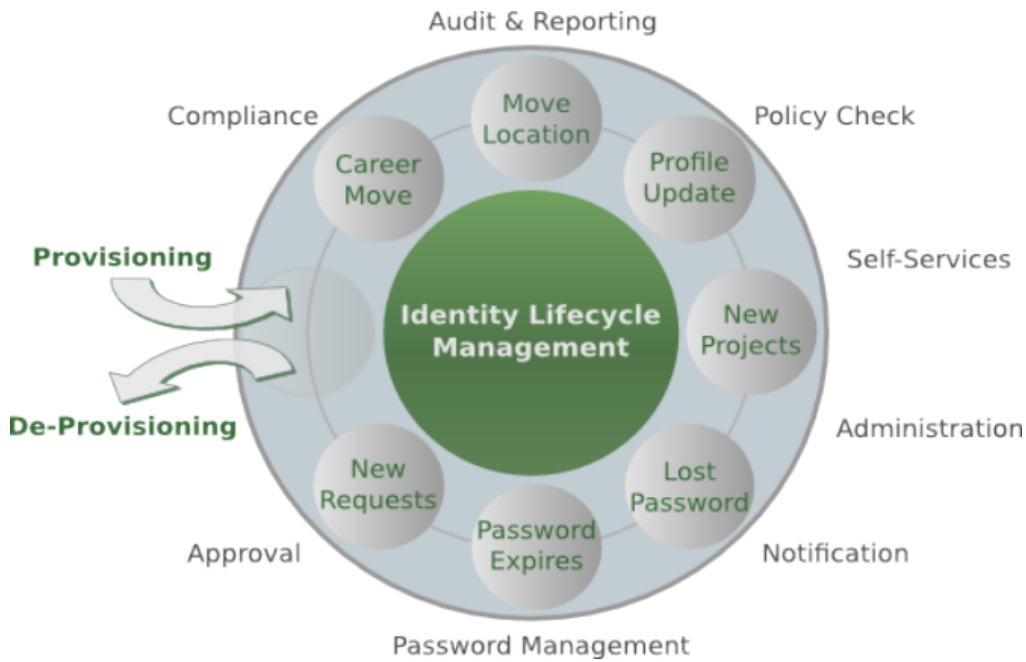 Audit & Reporting
Compliance
Policy Check
Move
Location
Career
Move
Profile
Update
Provisioning
Self-Services
Identity Lifecycle
Management
New
Projects
De-Provisioning
Administration
New
Requests
Lost
Password
Password
Expires
Approval
Notification
Password Management